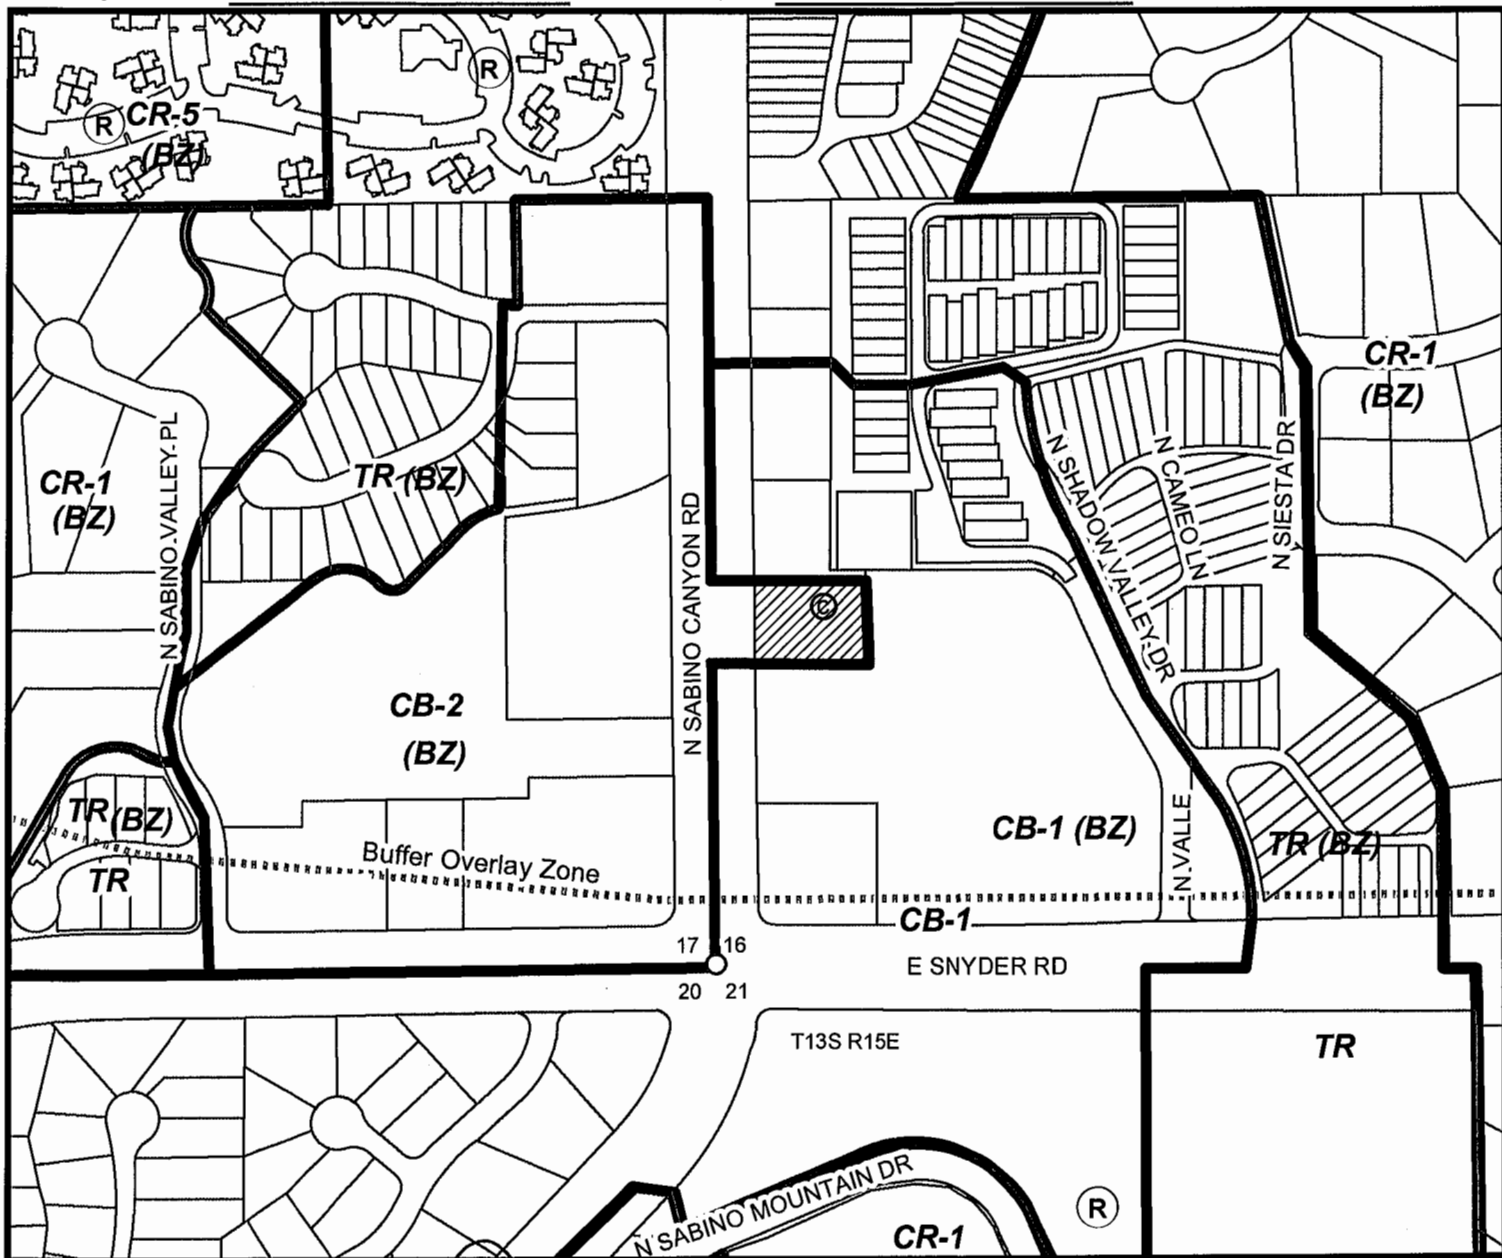 R
R
CR-5
(BZ)
CR-1
(BZ)
N SABINO VALLEY PL
TR (BZ)
CR-1
(BZ)
N SABINO CANYON RD
N SHADOW VALLEY DR
N CAMEO LN
N SIESTA DR
C
CB-2
(BZ)
TR (BZ)
TR
Buffer Overlay Zone
CB-1 (BZ)
N VALLE
TR (BZ)
CB-1
17 16
E SNYDER RD
20 21
T13S R15E
TR
N SABINO MOUNTAIN DR
R
CR-1